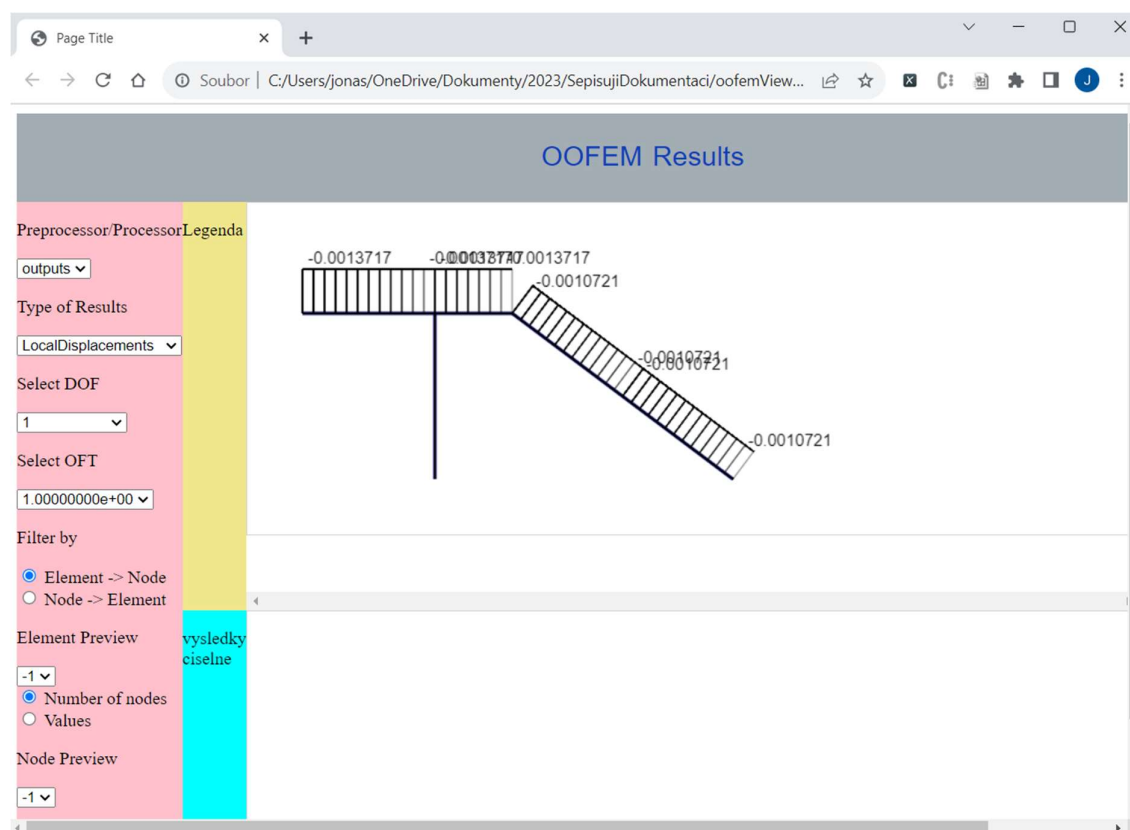 Page Title
Soubor | C:/Users/jonas/OneDrive/Dokumenty/2023/SepisujiDokumentaci/oofemView...
J
OOFEM Results
Preprocessor/Processor
outputs
Type of Results
LocalDisplacements
Select DOF
1
Select OFT
1.00000000e+00
Filter by
Element -> Node
Node -> Element
Element Preview
-1
Number of nodes
Values
Node Preview
-1
Legenda
vysledky
ciselne
-0.0013717
-0.0010721
-0.0010721
-0.0010721